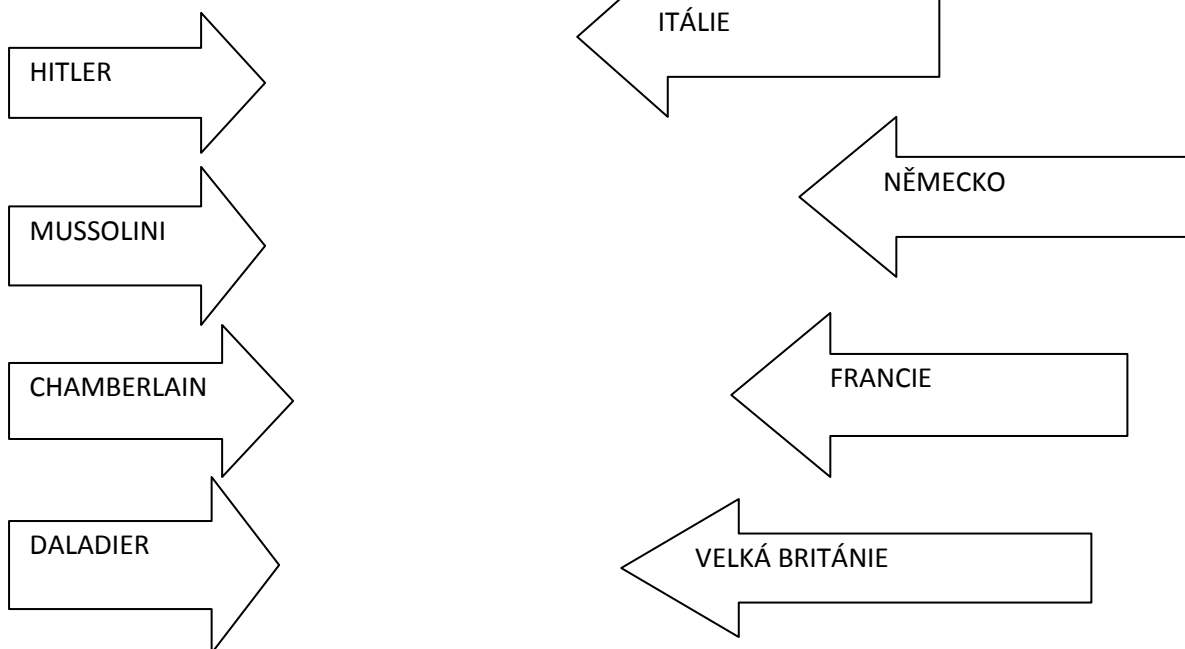 HITLER
MUSSOLINI
CHAMBERLAIN
DALADIER
ITÁLIE
NĚMECKO
FRANCIE
VELKÁ BRITÁNIE